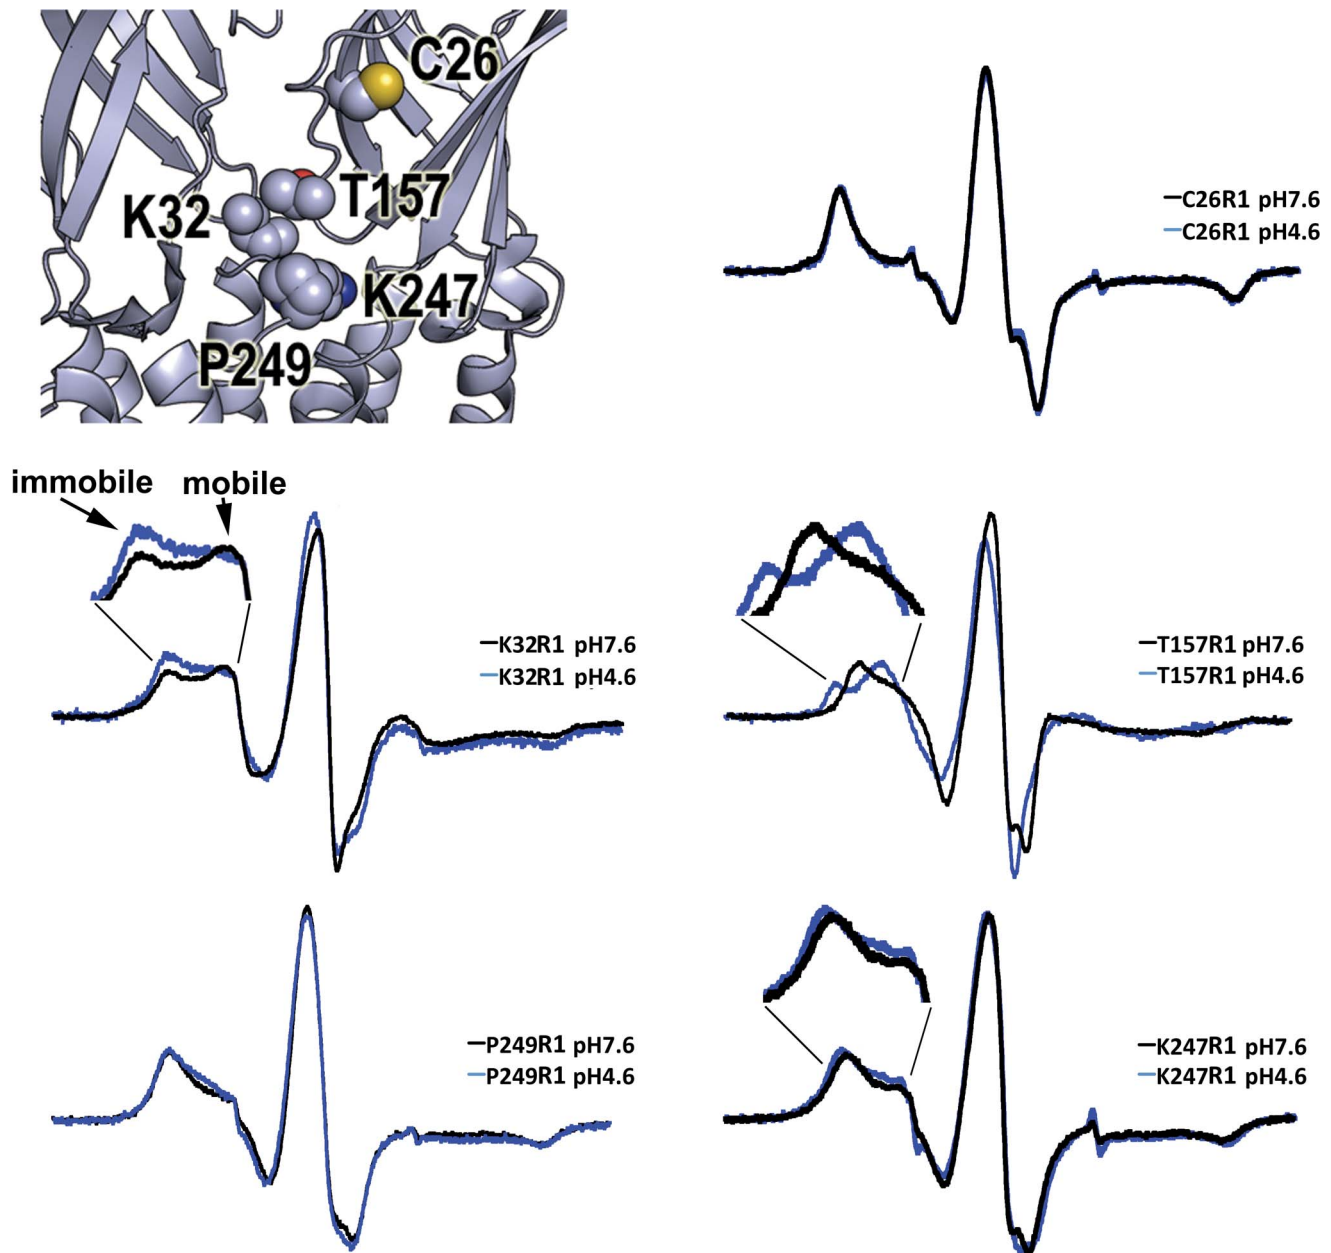 C26
K32
T157
K247
P249
C26R1 pH7.6
C26R1 pH4.6
immobile mobile
K32R1 pH7.6
K32R1 pH4.6
T157R1 pH7.6
T157R1 pH4.6
P249R1 pH7.6
P249R1 pH4.6
K247R1 pH7.6
K247R1 pH4.6